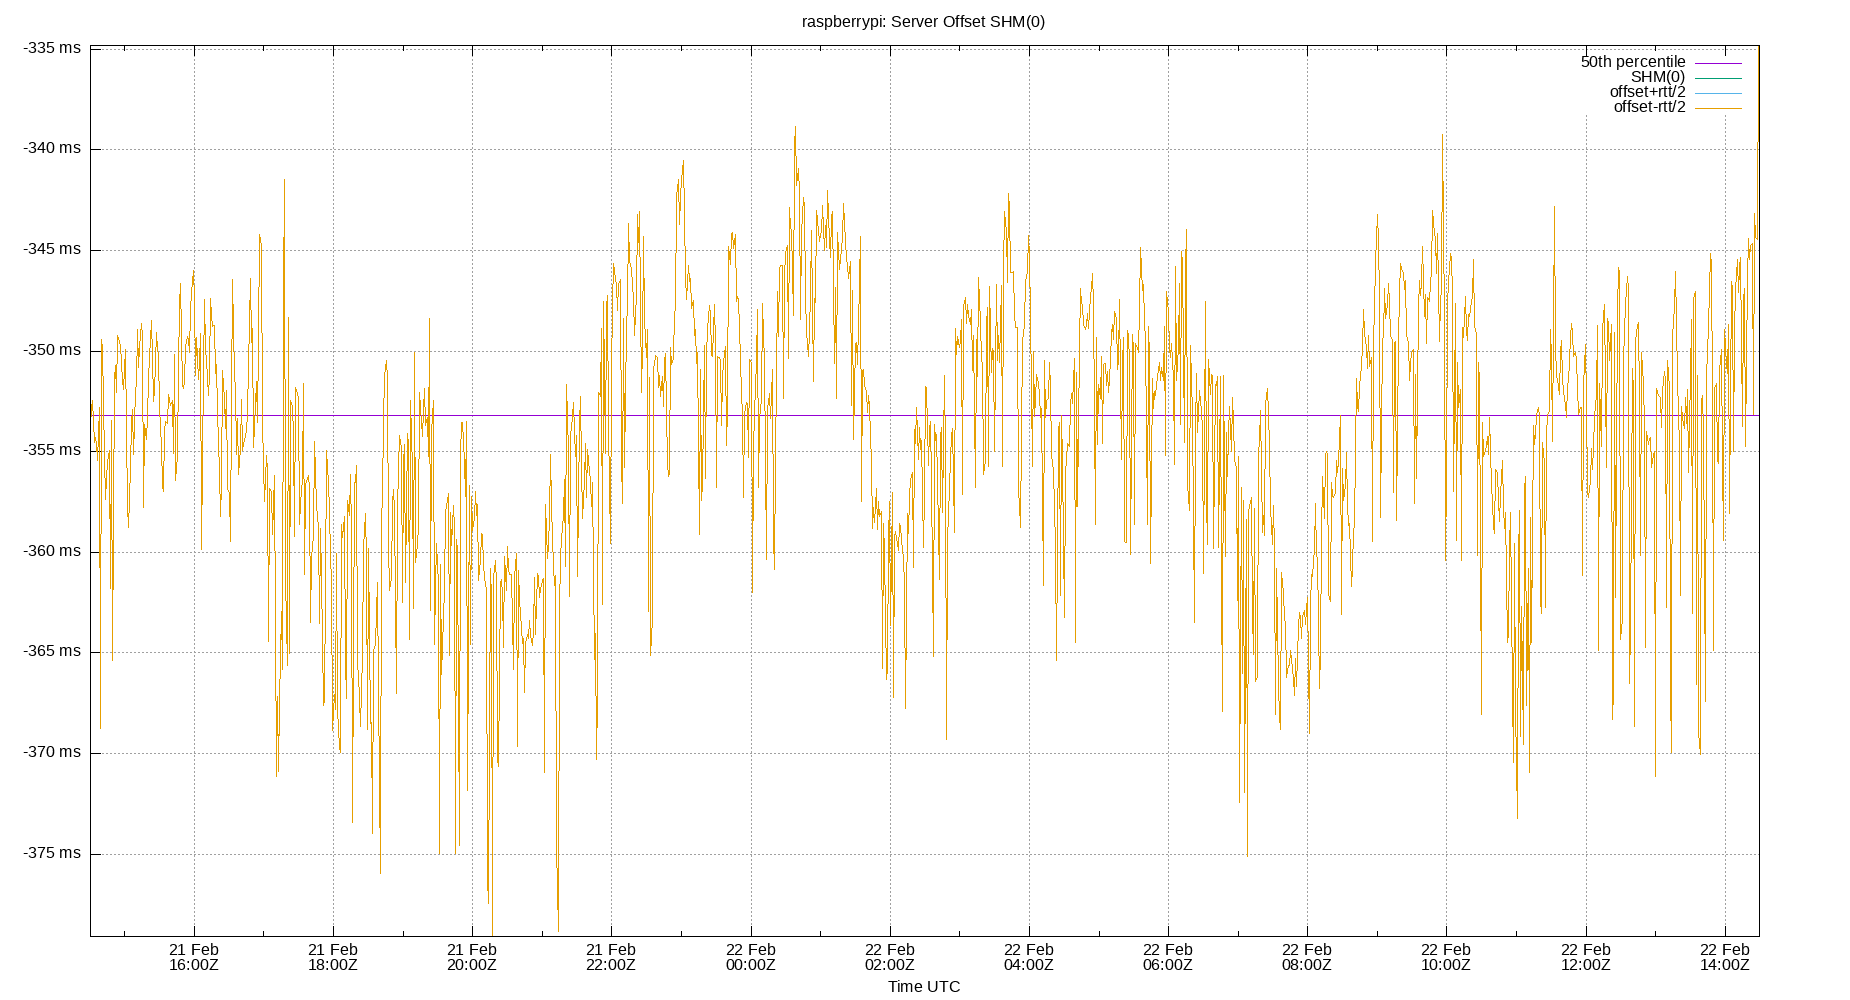 raspberrypi: Server Offset SHM(0)
-335 ms
50th percentile
SHM(0)
offset+rtt/2
offset-rtt/2
-340 ms
-345 ms
-350 ms
-355 ms
-360 ms
-365 ms
-370 ms
-375 ms
21 Feb 21 Feb 21 Feb 21 Feb 22 Feb 22 Feb 22 Feb 22 Feb 22 Feb 22 Feb 22 Feb 22 Feb
16:00Z 18:00Z 20:00Z 22:00Z 00:00Z 02:00Z 04:00Z 06:00Z 08:00Z 10:00Z 12:00Z 14:00Z
Time UTC